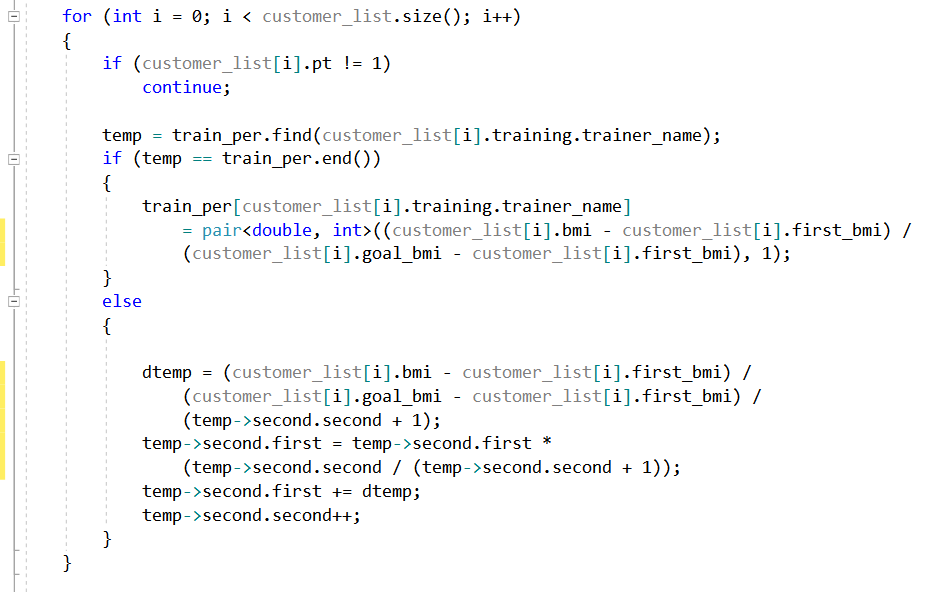 for (int i = 0; i < customer_list.size(); i++)
{
    if (customer_list[i].pt != 1)
        continue;

    temp = train_per.find(customer_list[i].training.trainer_name);
    if (temp == train_per.end())
    {
        train_per[customer_list[i].training.trainer_name]
            = pair<double, int>((customer_list[i].bmi - customer_list[i].first_bmi) /
            (customer_list[i].goal_bmi - customer_list[i].first_bmi), 1);
    }
    else
    {

        dtemp = (customer_list[i].bmi - customer_list[i].first_bmi) /
            (customer_list[i].goal_bmi - customer_list[i].first_bmi) /
            (temp->second.second + 1);
        temp->second.first = temp->second.first *
            (temp->second.second / (temp->second.second + 1));
        temp->second.first += dtemp;
        temp->second.second++;
    }
}